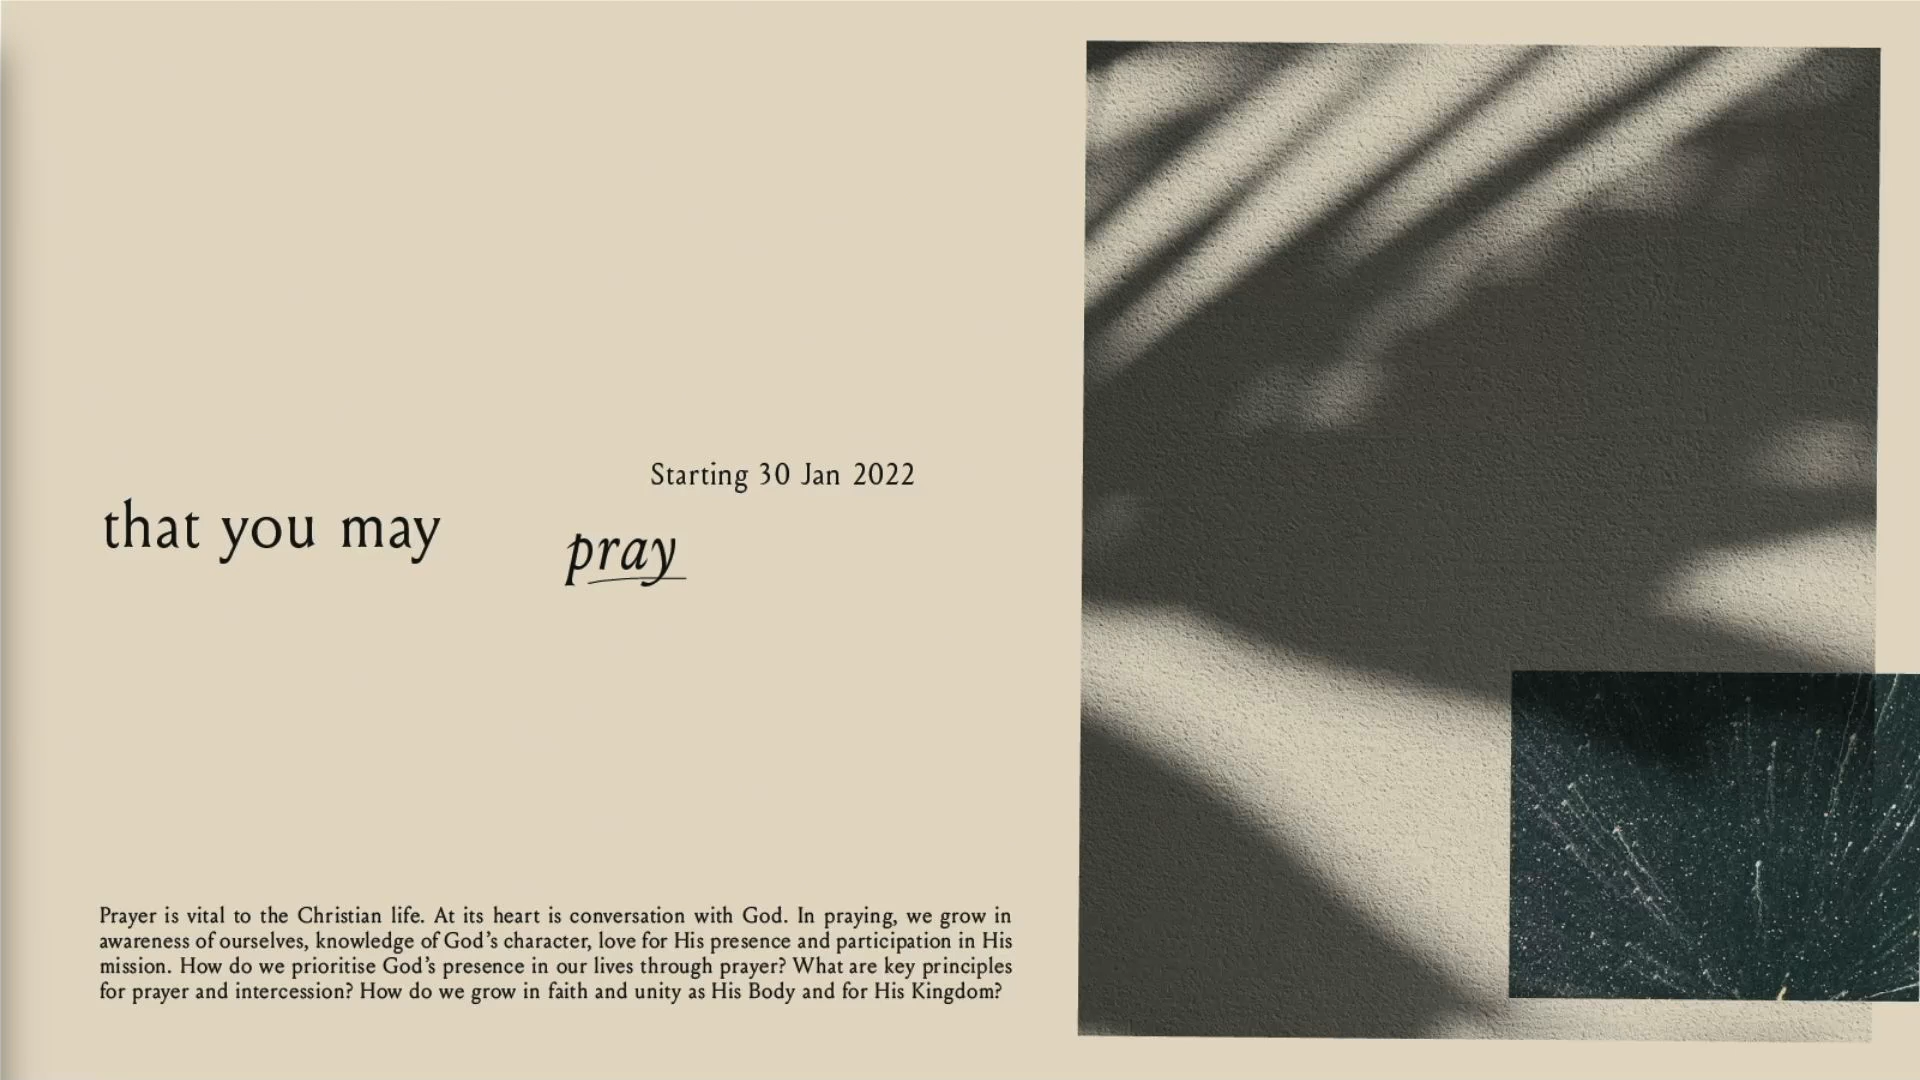 Starting 30 Jan 2022
that you may
pray
Prayer is vital to the Christian life. At its heart is conversation with God. In praying, we grow in
awareness of ourselves, knowledge of God’s character, love for His presence and participation in His
mission. How do we prioritise God’s presence in our lives through prayer? What are key principles
for prayer and intercession? How do we grow in faith and unity as His Body and for His Kingdom?